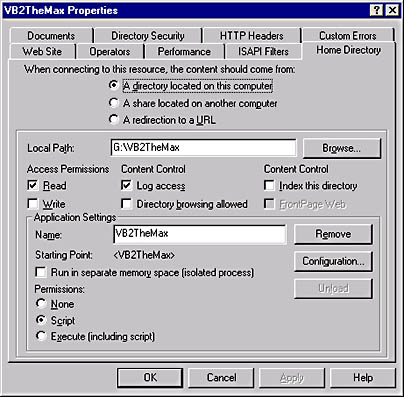 VB2TheMax Properties
Documents Directory Security HTTP Headers Custom Errors
Web Site Operators Performance ISAPI Filters Home Directory
When connecting to this resource, the content should come from:
A directory located on this computer
A share located on another computer
A redirection to a URL
Local Path: G:\VB2TheMax Browse...
Access Permissions Content Control Content Control
Read Log access Index this directory
Write Directory browsing allowed FrontPage Web
Application Settings
Name: VB2TheMax Remove
Starting Point: <VB2TheMax>
Configuration...
Run in separate memory space (isolated process)
Permissions: Unload
None
Script
Execute (including script)
OK Cancel Apply Help